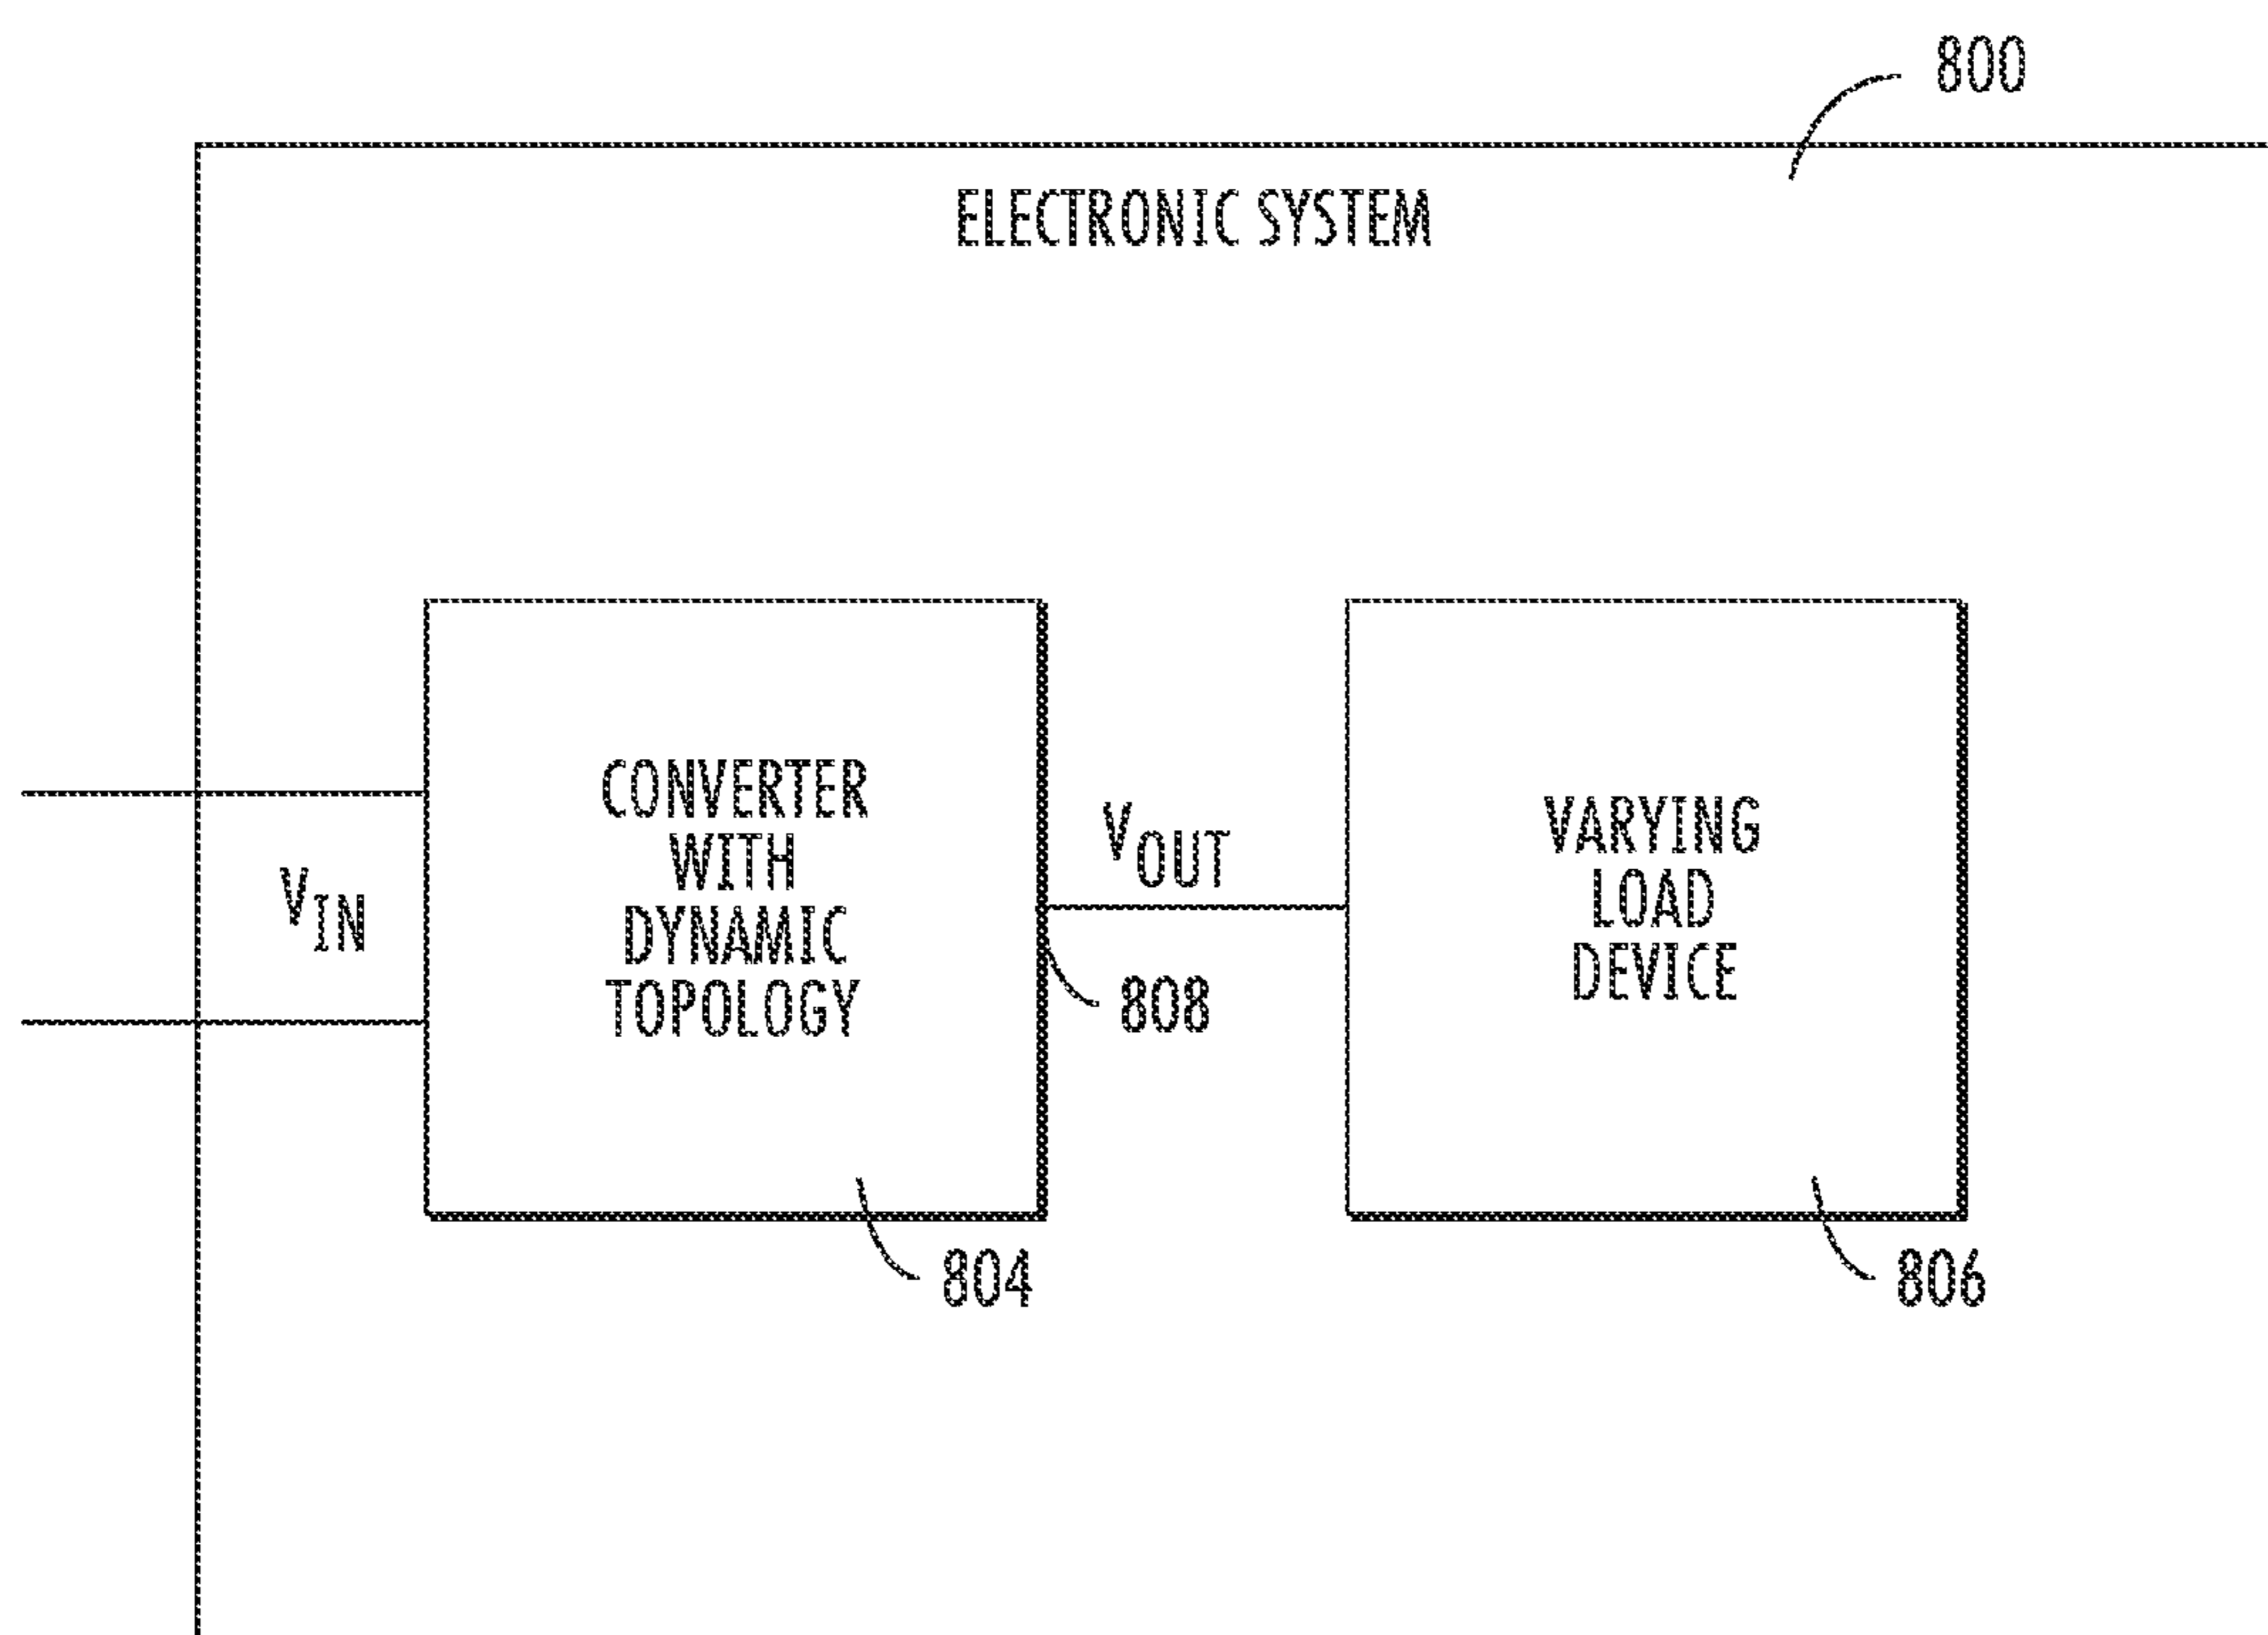 800
ELECTRONIC SYSTEM
CONVERTER
WITH
DYNAMIC
TOPOLOGY
VIN
VOUT
808
VARYING
LOAD
DEVICE
804
806